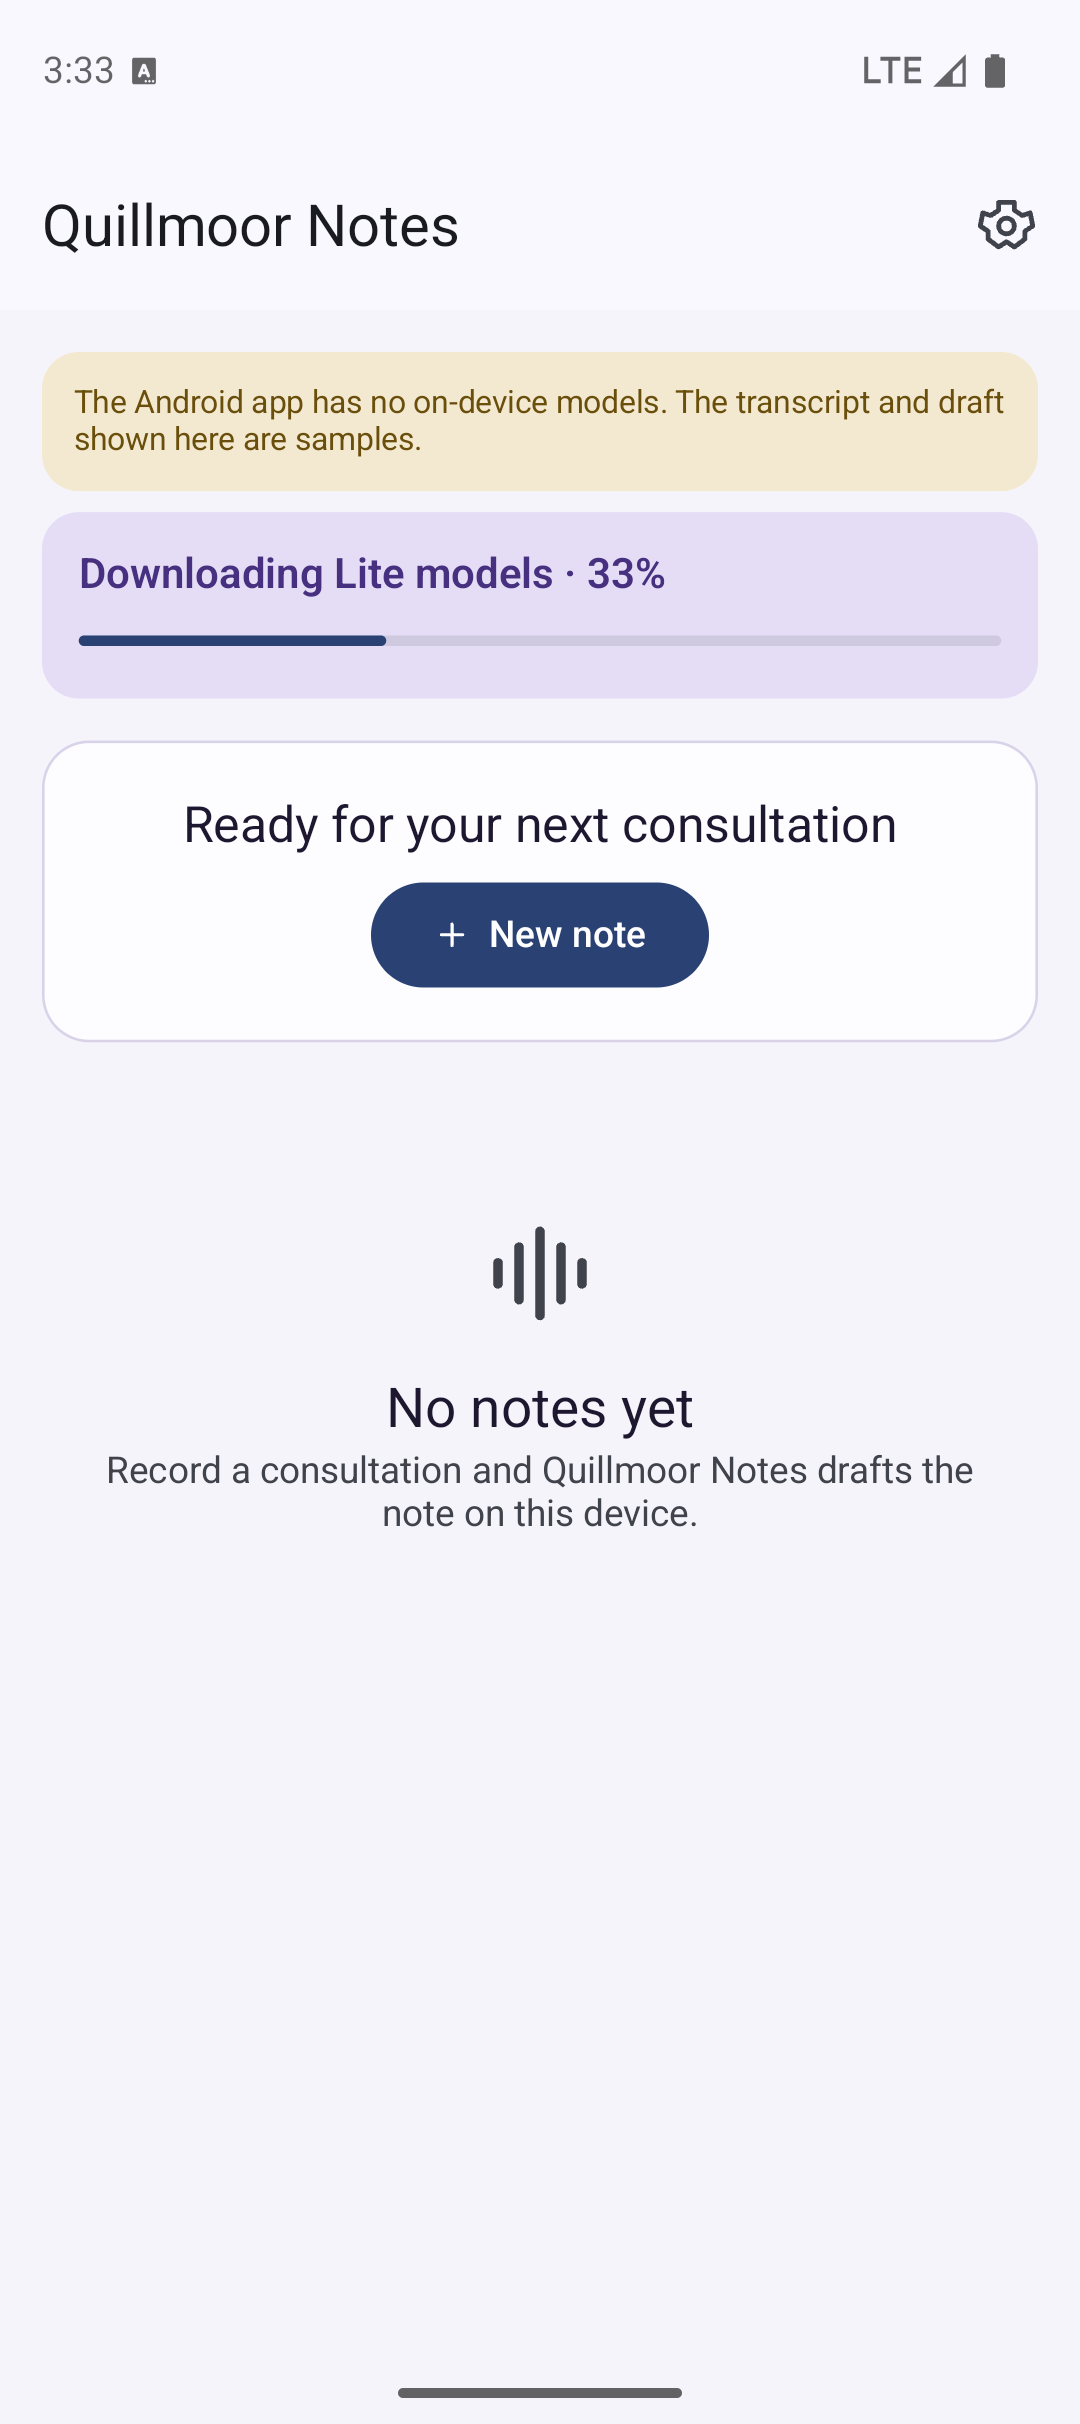 3:33
LTE
Quillmoor Notes
The Android app has no on-device models. The transcript and draft
shown here are samples.
Downloading Lite models · 33%
Ready for your next consultation
+ New note
No notes yet
Record a consultation and Quillmoor Notes drafts the
note on this device.